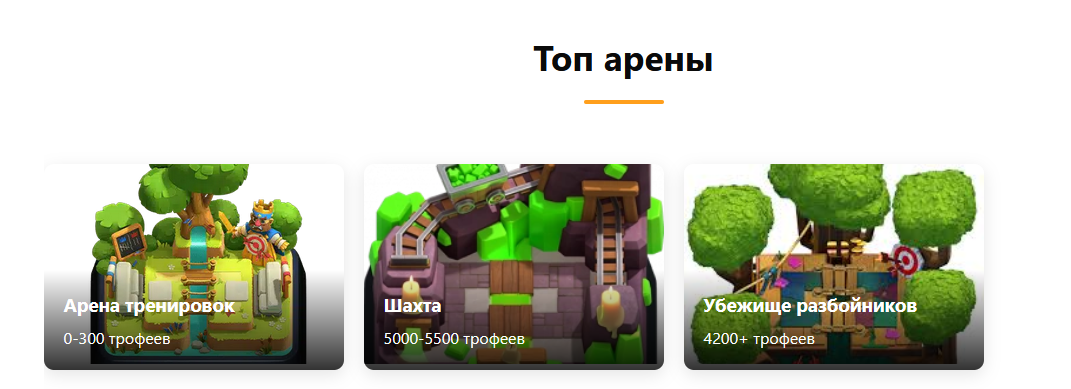 Топ арены
Арена тренировок
0-300 трофеев
Шахта
5000-5500 трофеев
Убежище разбойников
4200+ трофеев